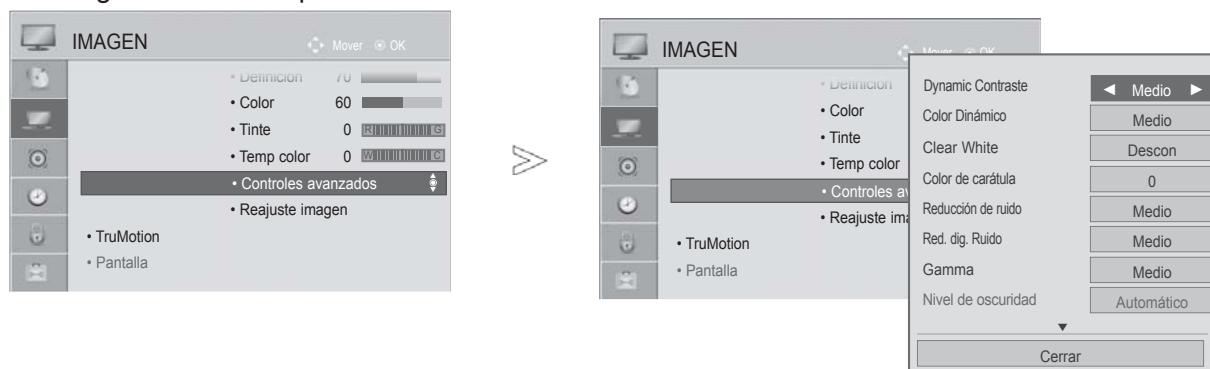 IMAGEN Mover OK
• Definición 70
• Color 60
• Tinte 0 R G
• Temp color 0 W C
• Controles avanzados
• Reajuste imagen
• TruMotion
• Pantalla
IMAGEN Mover OK
• Definición
• Color
• Tinte
• Temp color
• Controles av
• Reajuste ima
• TruMotion
• Pantalla
Dynamic Contraste ◄ Medio ►
Color Dinámico Medio
Clear White Descon
Color de carátula 0
Reducción de ruido Medio
Red. dig. Ruido Medio
Gamma Medio
Nivel de oscuridad Automático
▼
Cerrar